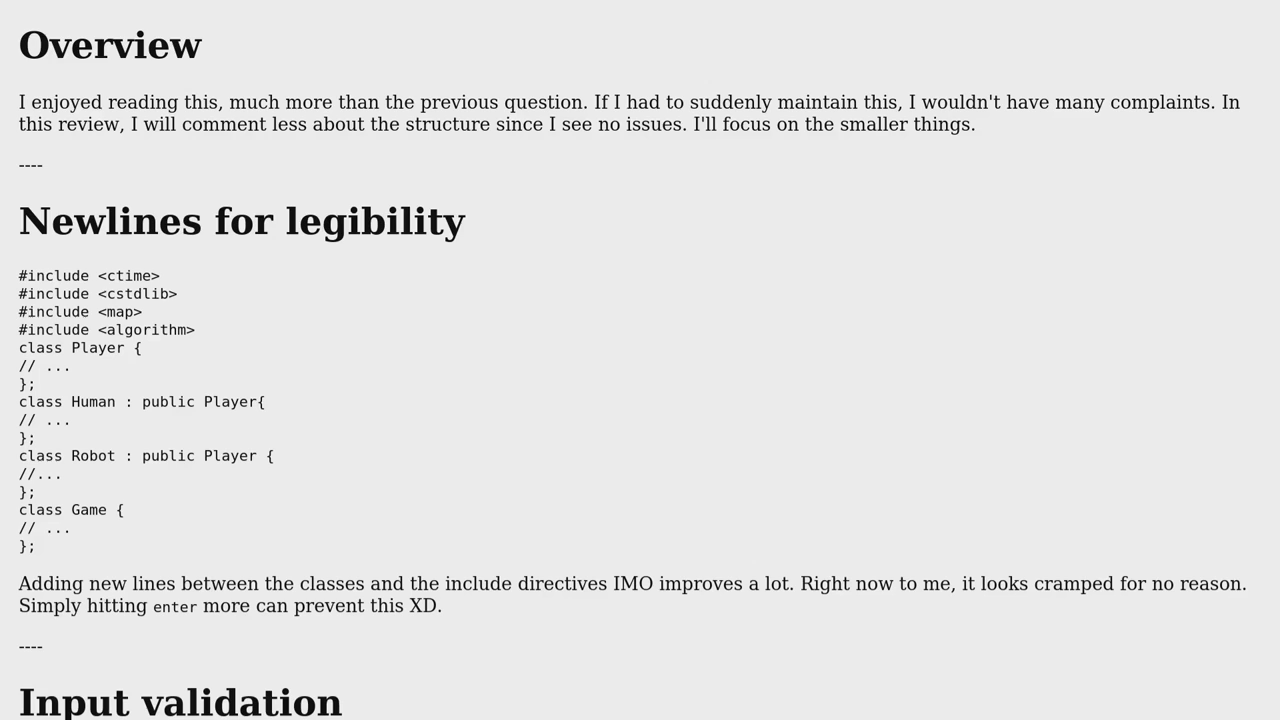 Overview
I enjoyed reading this, much more than the previous question. If I had to suddenly maintain this, I wouldn't have many complaints. In
this review, I will comment less about the structure since I see no issues. I'll focus on the smaller things.
----
Newlines for legibility
#include <ctime>
#include <cstdlib>
#include <map>
#include <algorithm>
class Player {
// ...
};
class Human : public Player{
// ...
};
class Robot : public Player {
//...
};
class Game {
// ...
};
Adding new lines between the classes and the include directives IMO improves a lot. Right now to me, it looks cramped for no reason.
Simply hitting enter more can prevent this XD.
----
Input validation